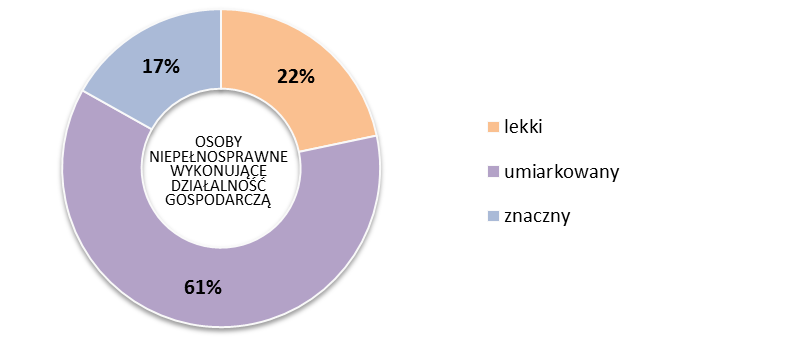 17%
22%
OSOBY
NIEPEŁNOSPRAWNE
WYKONUJĄCE
DZIAŁALNOŚĆ
GOSPODARCZĄ
61%
lekki
umiarkowany
znaczny